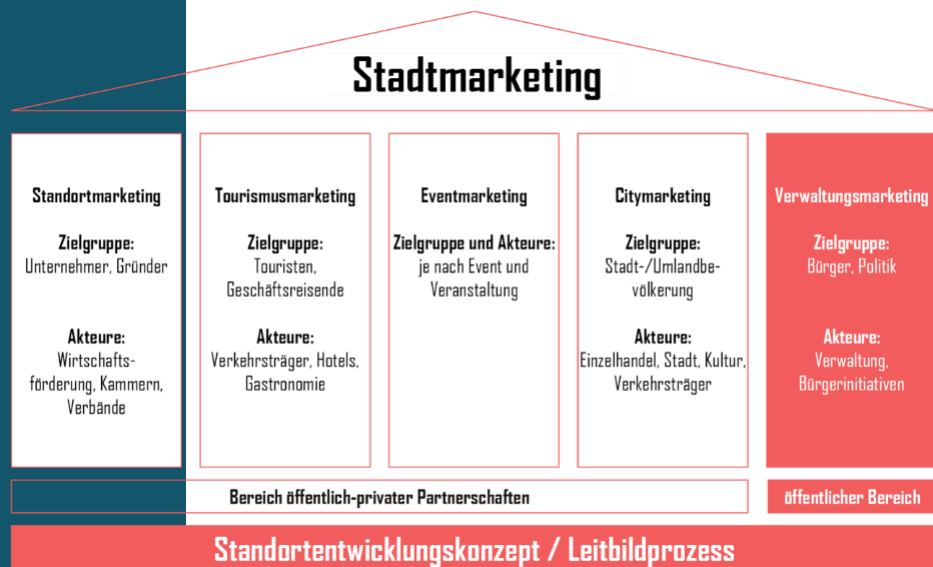 Stadtmarketing
Standortmarketing
Zielgruppe:
Unternehmer, Gründer
Akteure:
Wirtschafts-
förderung, Kammern,
Verbände
Tourismusmarketing
Zielgruppe:
Touristen,
Geschäftsreisende
Akteure:
Verkehrsträger, Hotels,
Gastronomie
Eventmarketing
Zielgruppe und Akteure:
je nach Event und
Veranstaltung
Citymarketing
Zielgruppe:
Stadt-/Umlandbe-
völkerung
Akteure:
Einzelhandel, Stadt, Kultur,
Verkehrsträger
Verwaltungsmarketing
Zielgruppe:
Bürger, Politik
Akteure:
Verwaltung,
Bürgerinitiativen
Bereich öffentlich-privater Partnerschaften
öffentlicher Bereich
Standortentwicklungskonzept / Leitbildprozess